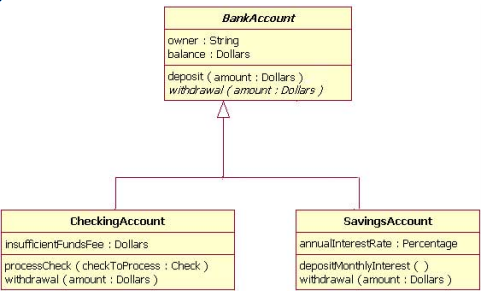 BankAccount
owner : String
balance : Dollars
deposit ( amount : Dollars )
withdrawal ( amount : Dollars )
CheckingAccount
insufficientFundsFee : Dollars
processCheck ( checkToProcess : Check )
withdrawal ( amount : Dollars )
SavingsAccount
annualInterestRate : Percentage
depositMonthlyInterest ( )
withdrawal ( amount : Dollars )